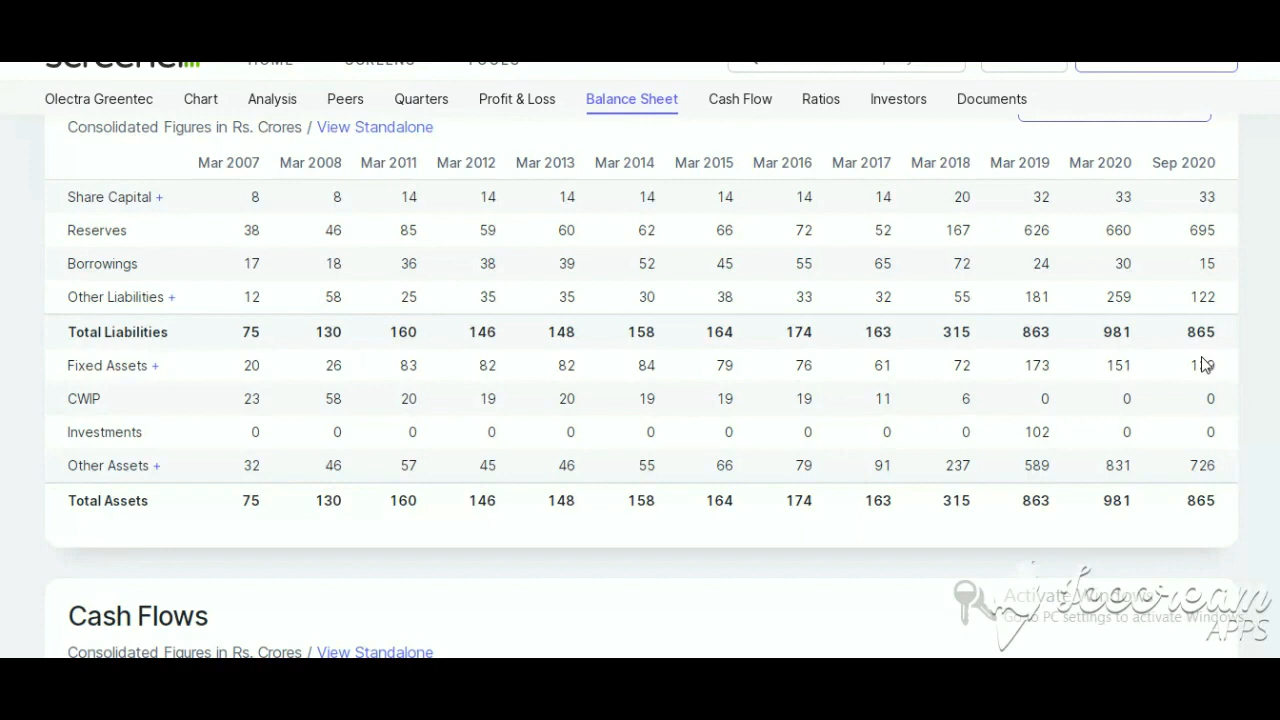 Olectra Greentec Chart Analysis Peers Quarters Profit & Loss Balance Sheet Cash Flow Ratios Investors Documents
Consolidated Figures in Rs. Crores / View Standalone
Mar 2007 Mar 2008 Mar 2011 Mar 2012 Mar 2013 Mar 2014 Mar 2015 Mar 2016 Mar 2017 Mar 2018 Mar 2019 Mar 2020 Sep 2020
Share Capital + 8 8 14 14 14 14 14 14 14 20 32 33 33
Reserves 38 46 85 59 60 62 66 72 52 167 626 660 695
Borrowings 17 18 36 38 39 52 45 55 65 72 24 30 15
Other Liabilities + 12 58 25 35 35 30 38 33 32 55 181 259 122
Total Liabilities 75 130 160 146 148 158 164 174 163 315 863 981 865
Fixed Assets + 20 26 83 82 82 84 79 76 61 72 173 151
CWIP 23 58 20 19 20 19 19 19 11 6 0 0 0
Investments 0 0 0 0 0 0 0 0 0 0 102 0 0
Other Assets + 32 46 57 45 46 55 66 79 91 237 589 831 726
Total Assets 75 130 160 146 148 158 164 174 163 315 863 981 865
Activate Windows
Go to PC settings to activate Windows
APPS
Cash Flows
Consolidated Figures in Rs. Crores / View Standalone